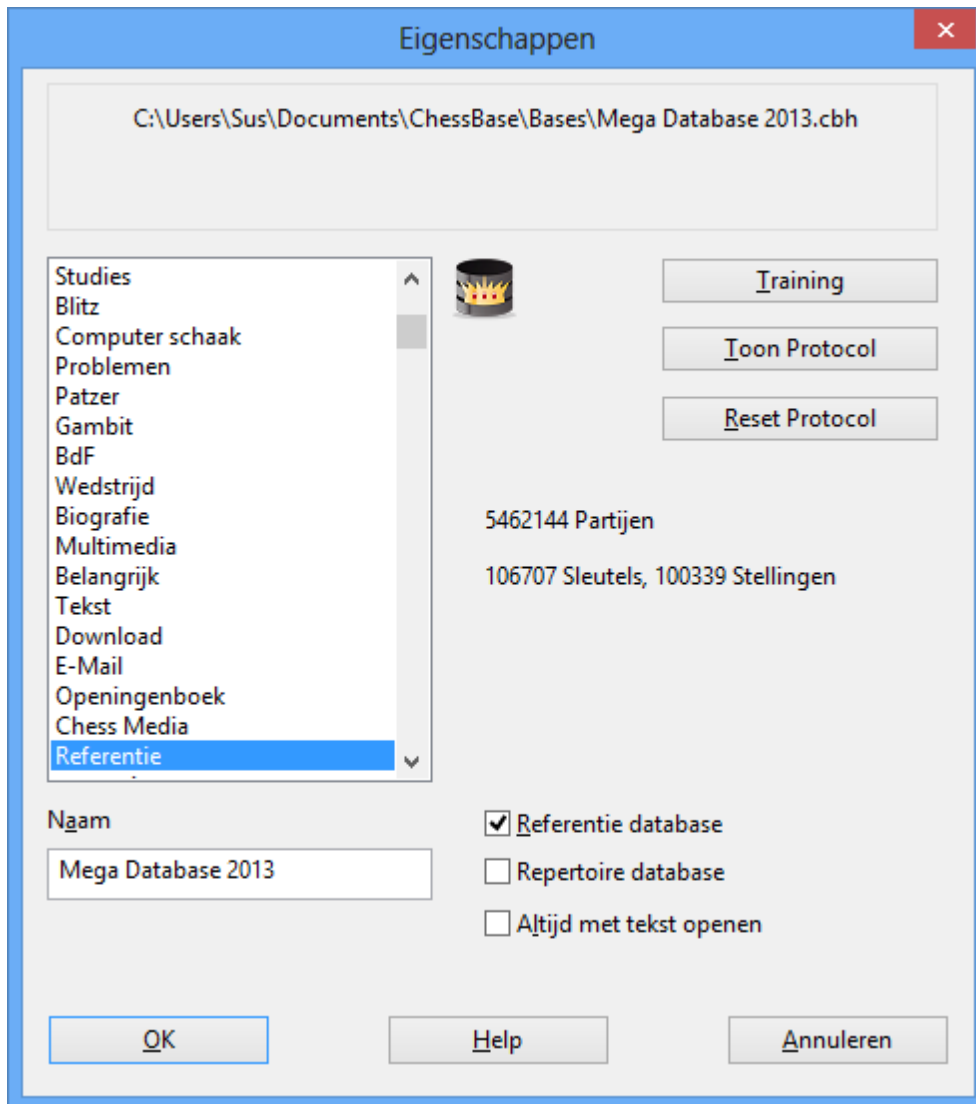 Eigenschappen
C:\Users\Sus\Documents\ChessBase\Bases\Mega Database 2013.cbh
Studies
Blitz
Computer schaak
Problemen
Patzer
Gambit
BdF
Wedstrijd
Biografie
Multimedia
Belangrijk
Tekst
Download
E-Mail
Openingenboek
Chess Media
Referentie
Training
Toon Protocol
Reset Protocol
5462144 Partijen
106707 Sleutels, 100339 Stellingen
Naam
Mega Database 2013
Referentie database
Repertoire database
Altijd met tekst openen
OK
Help
Annuleren